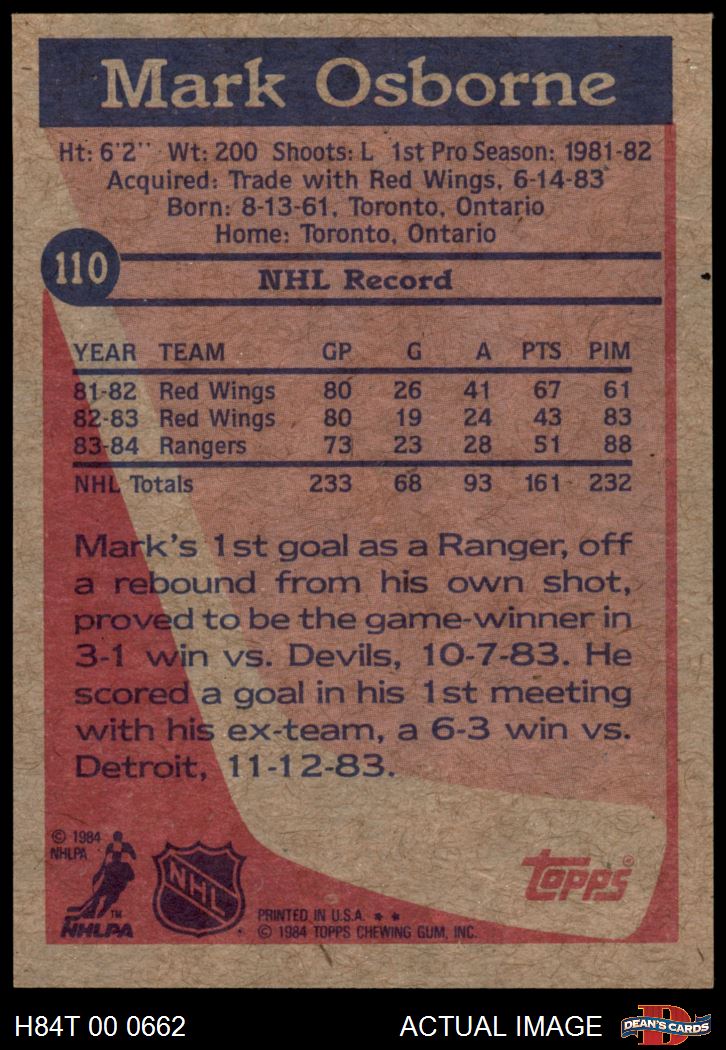 Mark Osborne
Ht: 6'2" Wt: 200 Shoots: L 1st Pro Season: 1981-82
Acquired: Trade with Red Wings, 6-14-83
Born: 8-13-61, Toronto, Ontario
Home: Toronto, Ontario
110
NHL Record
YEAR TEAM GP G A PTS PIM
81-82 Red Wings 80 26 41 67 61
82-83 Red Wings 80 19 24 43 83
83-84 Rangers 73 23 28 51 88
NHL Totals 233 68 93 161 232
Mark's 1st goal as a Ranger, off
a rebound from his own shot,
proved to be the game-winner in
3-1 win vs. Devils, 10-7-83. He
scored a goal in his 1st meeting
with his ex-team, a 6-3 win vs.
Detroit, 11-12-83.
© 1984
NHLPA
TM
NHLPA
NHL
PRINTED IN U.S.A. * *
© 1984 TOPPS CHEWING GUM, INC.
topps®
H84T 00 0662 ACTUAL IMAGE
D
DEAN'S CARDS